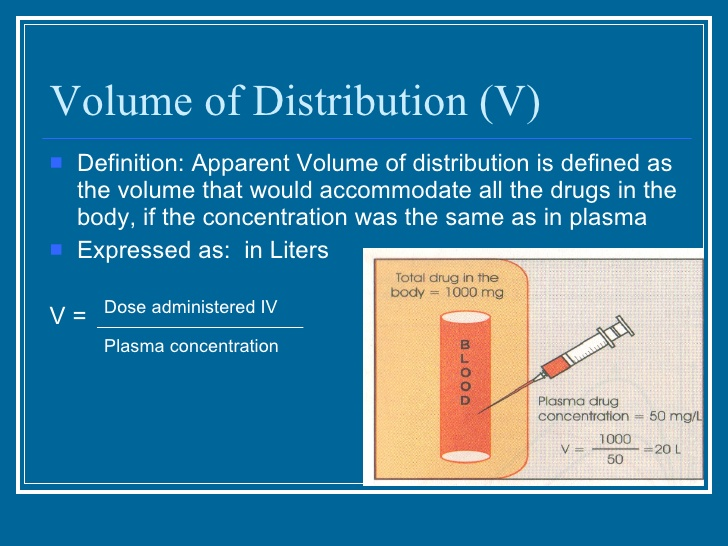 Volume of Distribution (V)
Definition: Apparent Volume of distribution is defined as
the volume that would accommodate all the drugs in the
body, if the concentration was the same as in plasma
Expressed as:  in Liters
V =
Dose administered IV
Plasma concentration
Total drug in the
body = 1000 mg
BLOOD
Plasma drug
concentration = 50 mg/L
V = 1000
50
=20 L